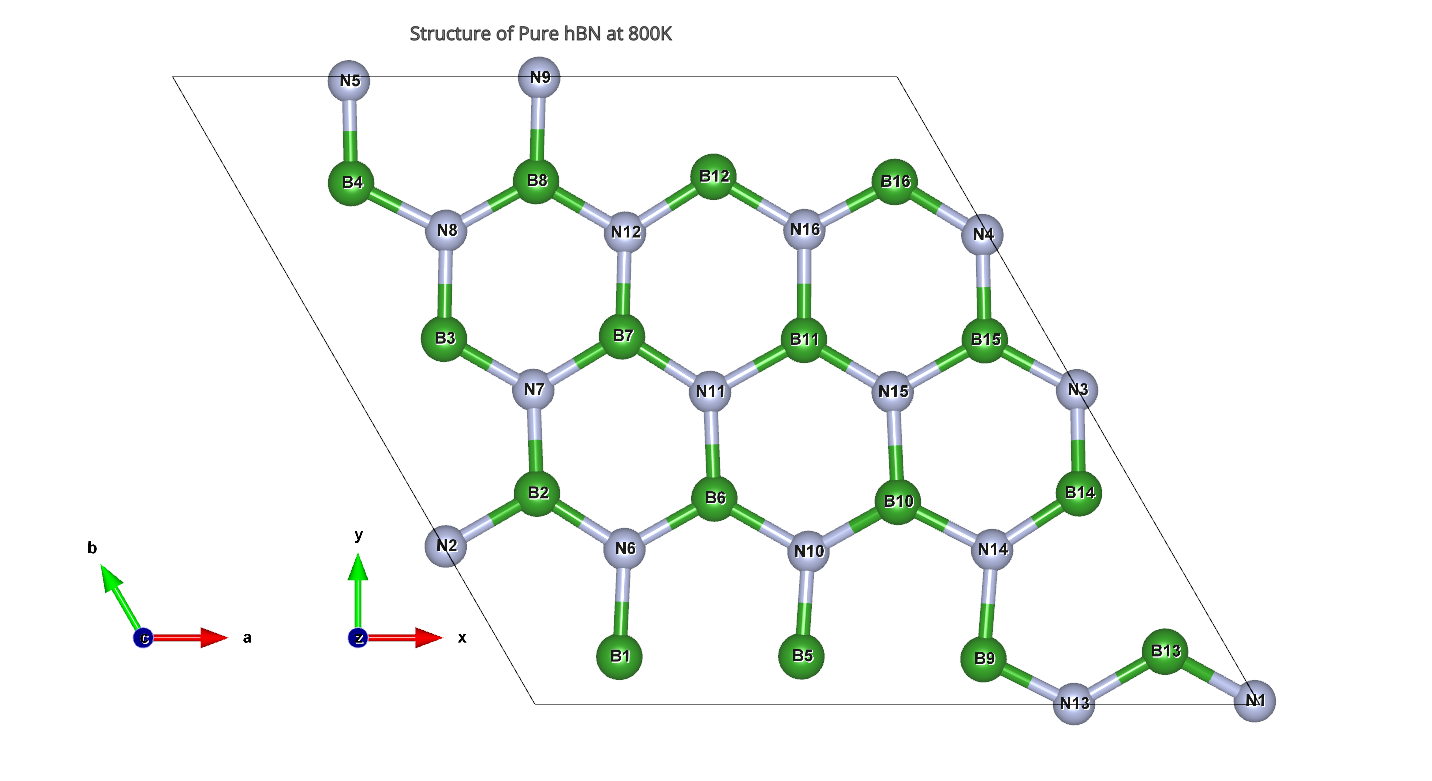 Structure of Pure hBN at 800K
N5 N9
B4 B8 B12 B16
N8 N12 N16 N4
B3 B7 B11 B15
N7 N11 N15 N3
B2 B6 B10 B14
N2 N6 N10 N14
B1 B5 B9 B13
N13 N1
b y
c a z x